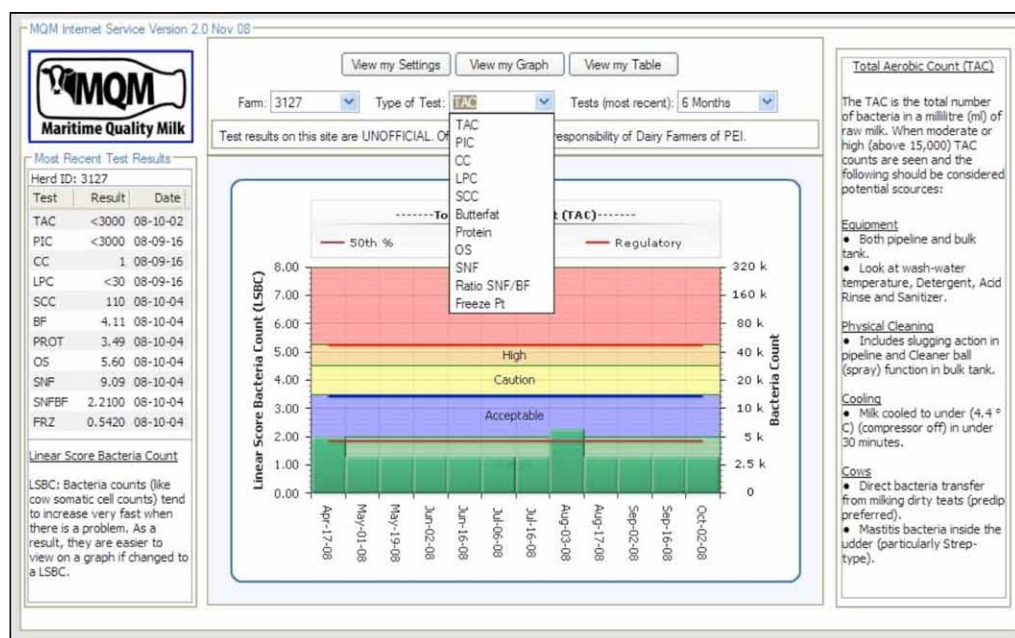 MQM Internet Service Version 2.0 Nov 08
MQM
Maritime Quality Milk
Most Recent Test Results
Herd ID: 3127
Test Result Date
TAC <3000 08-10-02
PIC <3000 08-09-16
CC 1 08-09-16
LPC <30 08-09-16
SCC 110 08-10-04
BF 4.11 08-10-04
PROT 3.49 08-10-04
OS 5.60 08-10-04
SNF 9.09 08-10-04
SNFBF 2.2100 08-10-04
FRZ 0.5420 08-10-04
Linear Score Bacteria Count
LSBC: Bacteria counts (like
cow somatic cell counts) tend
to increase very fast when
there is a problem. As a
result, they are easier to
view on a graph if changed to
a LSBC.
View my Settings View my Graph View my Table
Farm: 3127 Type of Test: TAC Tests (most recent): 6 Months
Test results on this site are UNOFFICIAL. responsibility of Dairy Farmers of PEI.
TAC
PIC
CC
LPC
SCC
Butterfat
Protein
OS
SNF
Ratio SNF/BF
Freeze Pt
(TAC)-------
50th % Regulatory
Linear Score Bacteria Count (LSBC)
8.00
7.00
6.00
5.00
4.00
3.00
2.00
1.00
0.00
High
Caution
Acceptable
320 k
160 k
80 k
40 k
20 k
10 k
5 k
2.5 k
0
Bacteria Count
Apr-17-08
May-01-08
May-19-08
Jun-02-08
Jun-16-08
Jul-06-08
Jul-16-08
Aug-03-08
Aug-17-08
Sep-02-08
Sep-16-08
Oct-02-08
Total Aerobic Count (TAC)
The TAC is the total number
of bacteria in a millilitre (ml) of
raw milk. When moderate or
high (above 15,000) TAC
counts are seen and the
following should be considered
potential scources:
Equipment
● Both pipeline and bulk
tank.
● Look at wash-water
temperature, Detergent, Acid
Rinse and Sanitizer.
Physical Cleaning
● Includes slugging action in
pipeline and Cleaner ball
(spray) function in bulk tank.
Cooling
● Milk cooled to under (4.4 °
C) (compressor off) in under
30 minutes.
Cows
● Direct bacteria transfer
from milking dirty teats (predip
preferred).
● Mastitis bacteria inside the
udder (particularly Strep-
type).